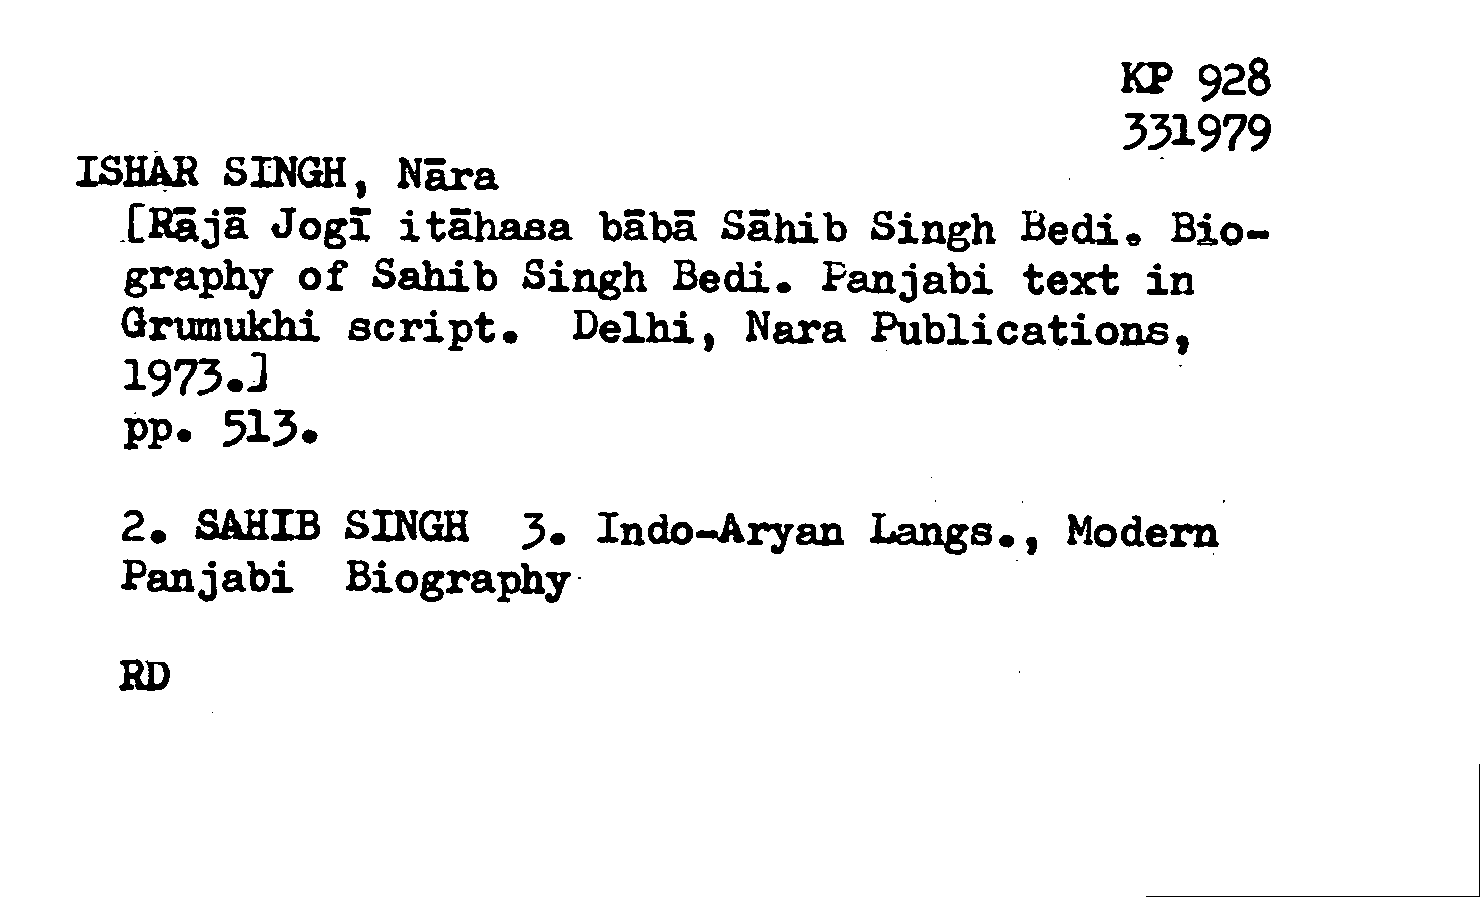 KP 928
331979
ISHAR SINGH, Nāra
[Rājā Jogī itāhasa bābā Sāhib Singh Bedi. Bio-
graphy of Sahib Singh Bedi. Panjabi text in
Grumukhi script. Delhi, Nara Publications,
1973.]
pp. 513.
2. SAHIB SINGH 3. Indo-Aryan Langs., Modern
Panjabi Biography
RD